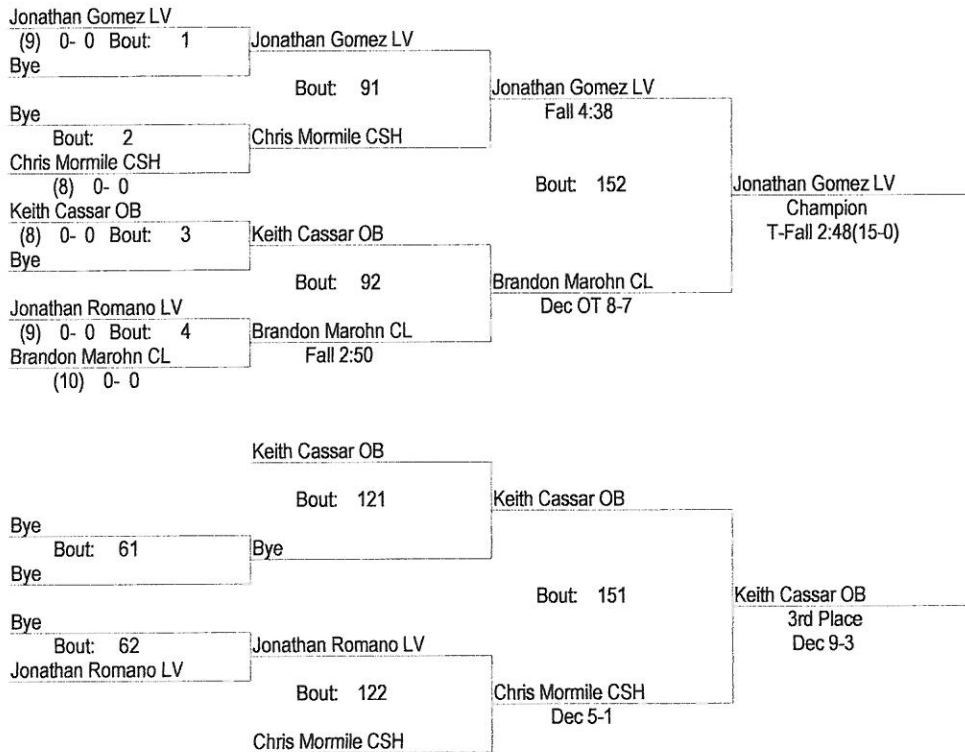 Jonathan Gomez LV
(9) 0- 0 Bout: 1
Bye
Bye
Bout: 2
Chris Mormile CSH
(8) 0- 0
Keith Cassar OB
(8) 0- 0 Bout: 3
Bye
Jonathan Romano LV
(9) 0- 0 Bout: 4
Brandon Marohn CL
(10) 0- 0
Jonathan Gomez LV
Bout: 91
Chris Mormile CSH
Keith Cassar OB
Bout: 92
Brandon Marohn CL
Fall 2:50
Jonathan Gomez LV
Fall 4:38
Bout: 152
Brandon Marohn CL
Dec OT 8-7
Jonathan Gomez LV
Champion
T-Fall 2:48(15-0)
Bye
Bout: 61
Bye
Bye
Bout: 62
Jonathan Romano LV
Keith Cassar OB
Bout: 121
Bye
Jonathan Romano LV
Bout: 122
Chris Mormile CSH
Keith Cassar OB
Bout: 151
Chris Mormile CSH
Dec 5-1
Keith Cassar OB
3rd Place
Dec 9-3